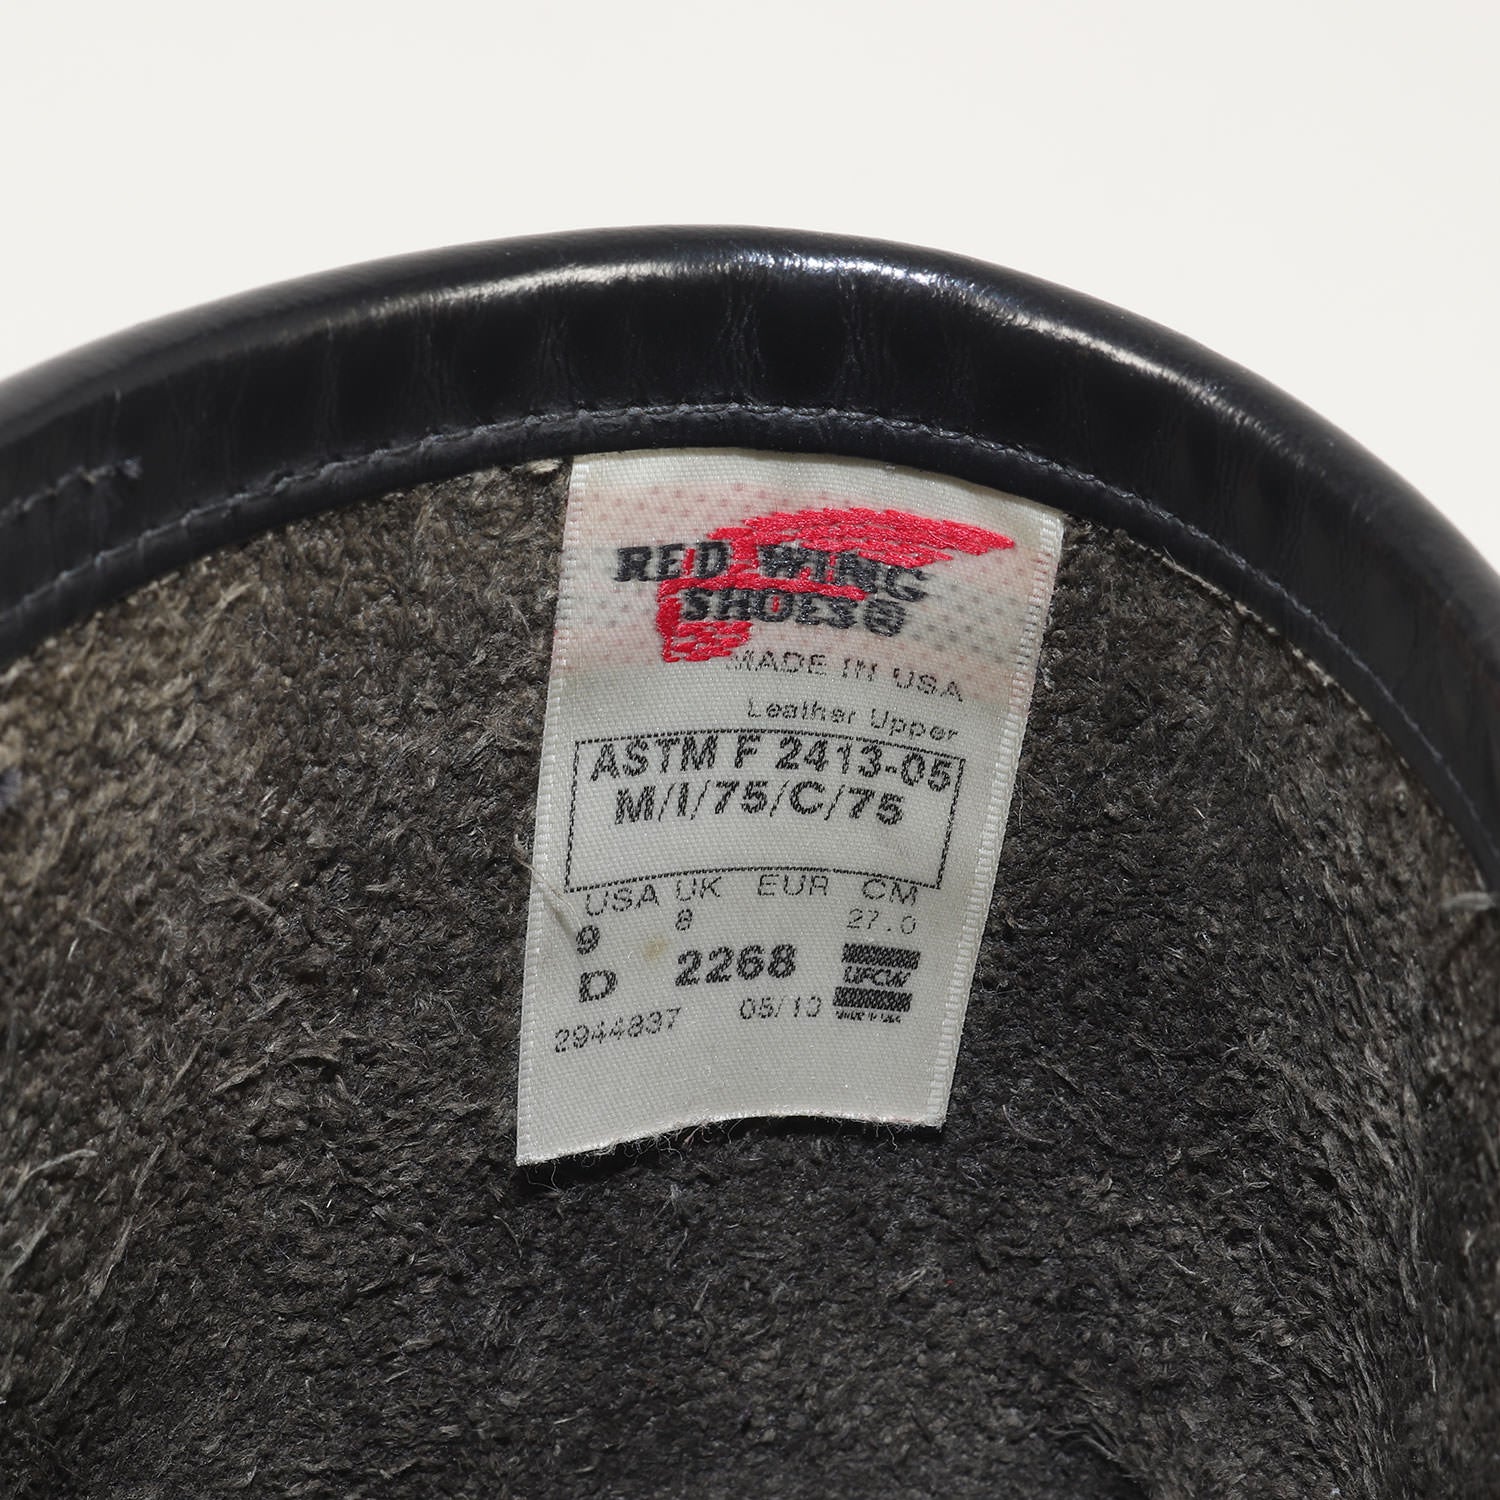 RED WING
SHOES®
MADE IN USA
Leather Upper
ASTM F 2413-05
M/I/75/C/75
USA UK EUR CM
9 8 27.0
D 2268 UFCW
2944837 05/10